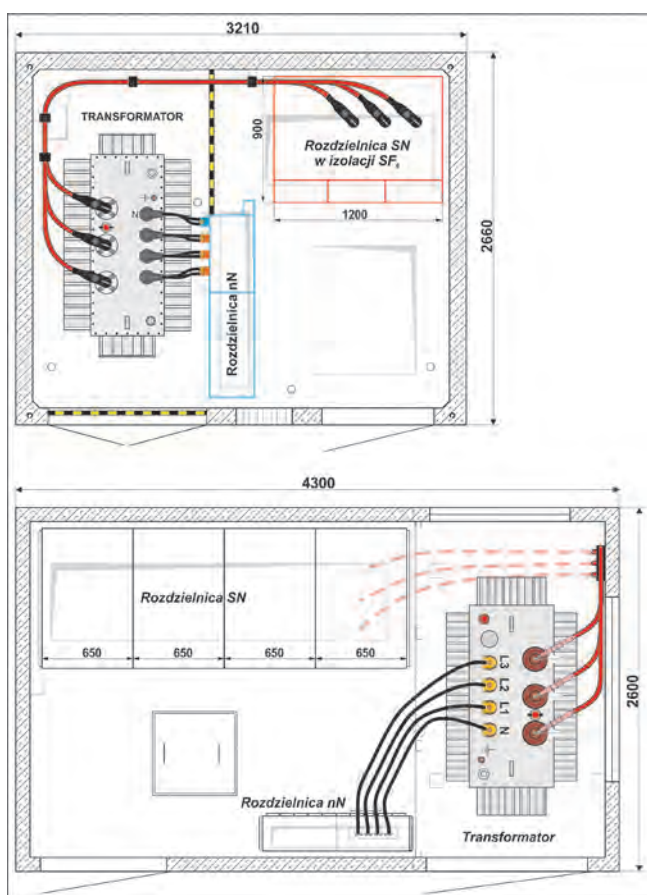 3210
TRANSFORMATOR
900
Rozdzielnica SN
w izolacji SF₆
N
1200
2660
Rozdzielnica nN
4300
Rozdzielnica SN
650 650 650 650
L3
L2
L1
N
2600
Rozdzielnica nN
Transformator